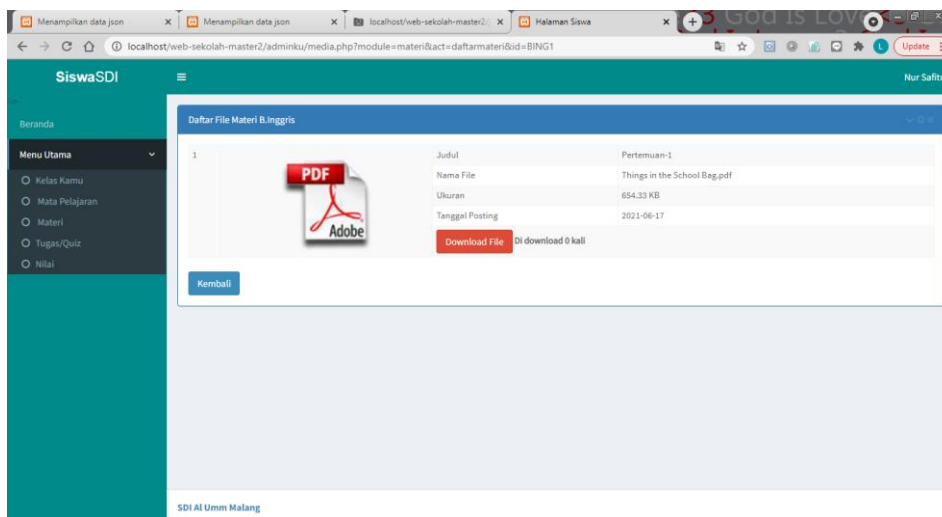 Menampilkan data json
Menampilkan data json
localhost/web-sekolah-master2/
Halaman Siswa
localhost/web-sekolah-master2/adminku/media.php?module=materi&act=daftarmateri&id=BING1
Update
SiswaSDI
Nur Safit
Beranda
Daftar File Materi B.Inggris
Menu Utama
Kelas Kamu
Mata Pelajaran
Materi
Tugas/Quiz
Nilai
1
PDF
Adobe
Judul Pertemuan-1
Nama File Things in the School Bag.pdf
Ukuran 654.33 KB
Tanggal Posting 2021-06-17
Download File Di download 0 kali
Kembali
SDI Al Umm Malang